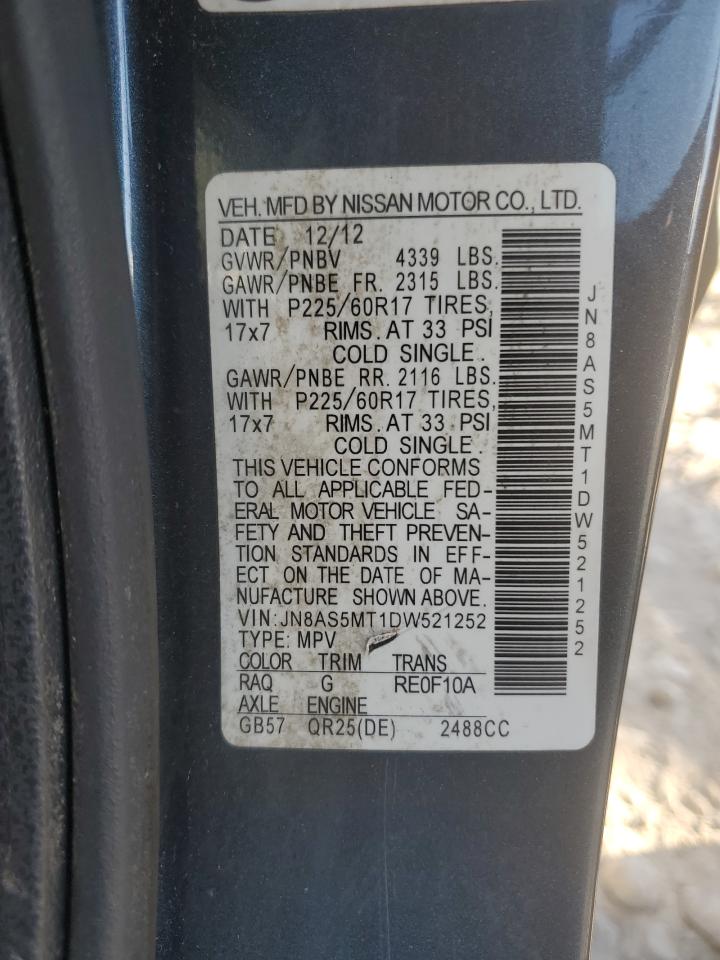 VEH. MFD BY NISSAN MOTOR CO., LTD.
DATE 12/12
GVWR/PNBV 4339 LBS.
GAWR/PNBE FR. 2315 LBS.
WITH P225/60R17 TIRES,
17x7 RIMS. AT 33 PSI
COLD SINGLE.
GAWR/PNBE RR. 2116 LBS.
WITH P225/60R17 TIRES,
17x7 RIMS. AT 33 PSI
COLD SINGLE.
THIS VEHICLE CONFORMS
TO ALL APPLICABLE FED-
ERAL MOTOR VEHICLE SA-
FETY AND THEFT PREVEN-
TION STANDARDS IN EFF-
ECT ON THE DATE OF MA-
NUFACTURE SHOWN ABOVE.
VIN:JN8AS5MT1DW521252
TYPE: MPV
COLOR TRIM TRANS
RAQ G RE0F10A
AXLE ENGINE
GB57 QR25(DE) 2488CC
JN8AS5MT1DW521252